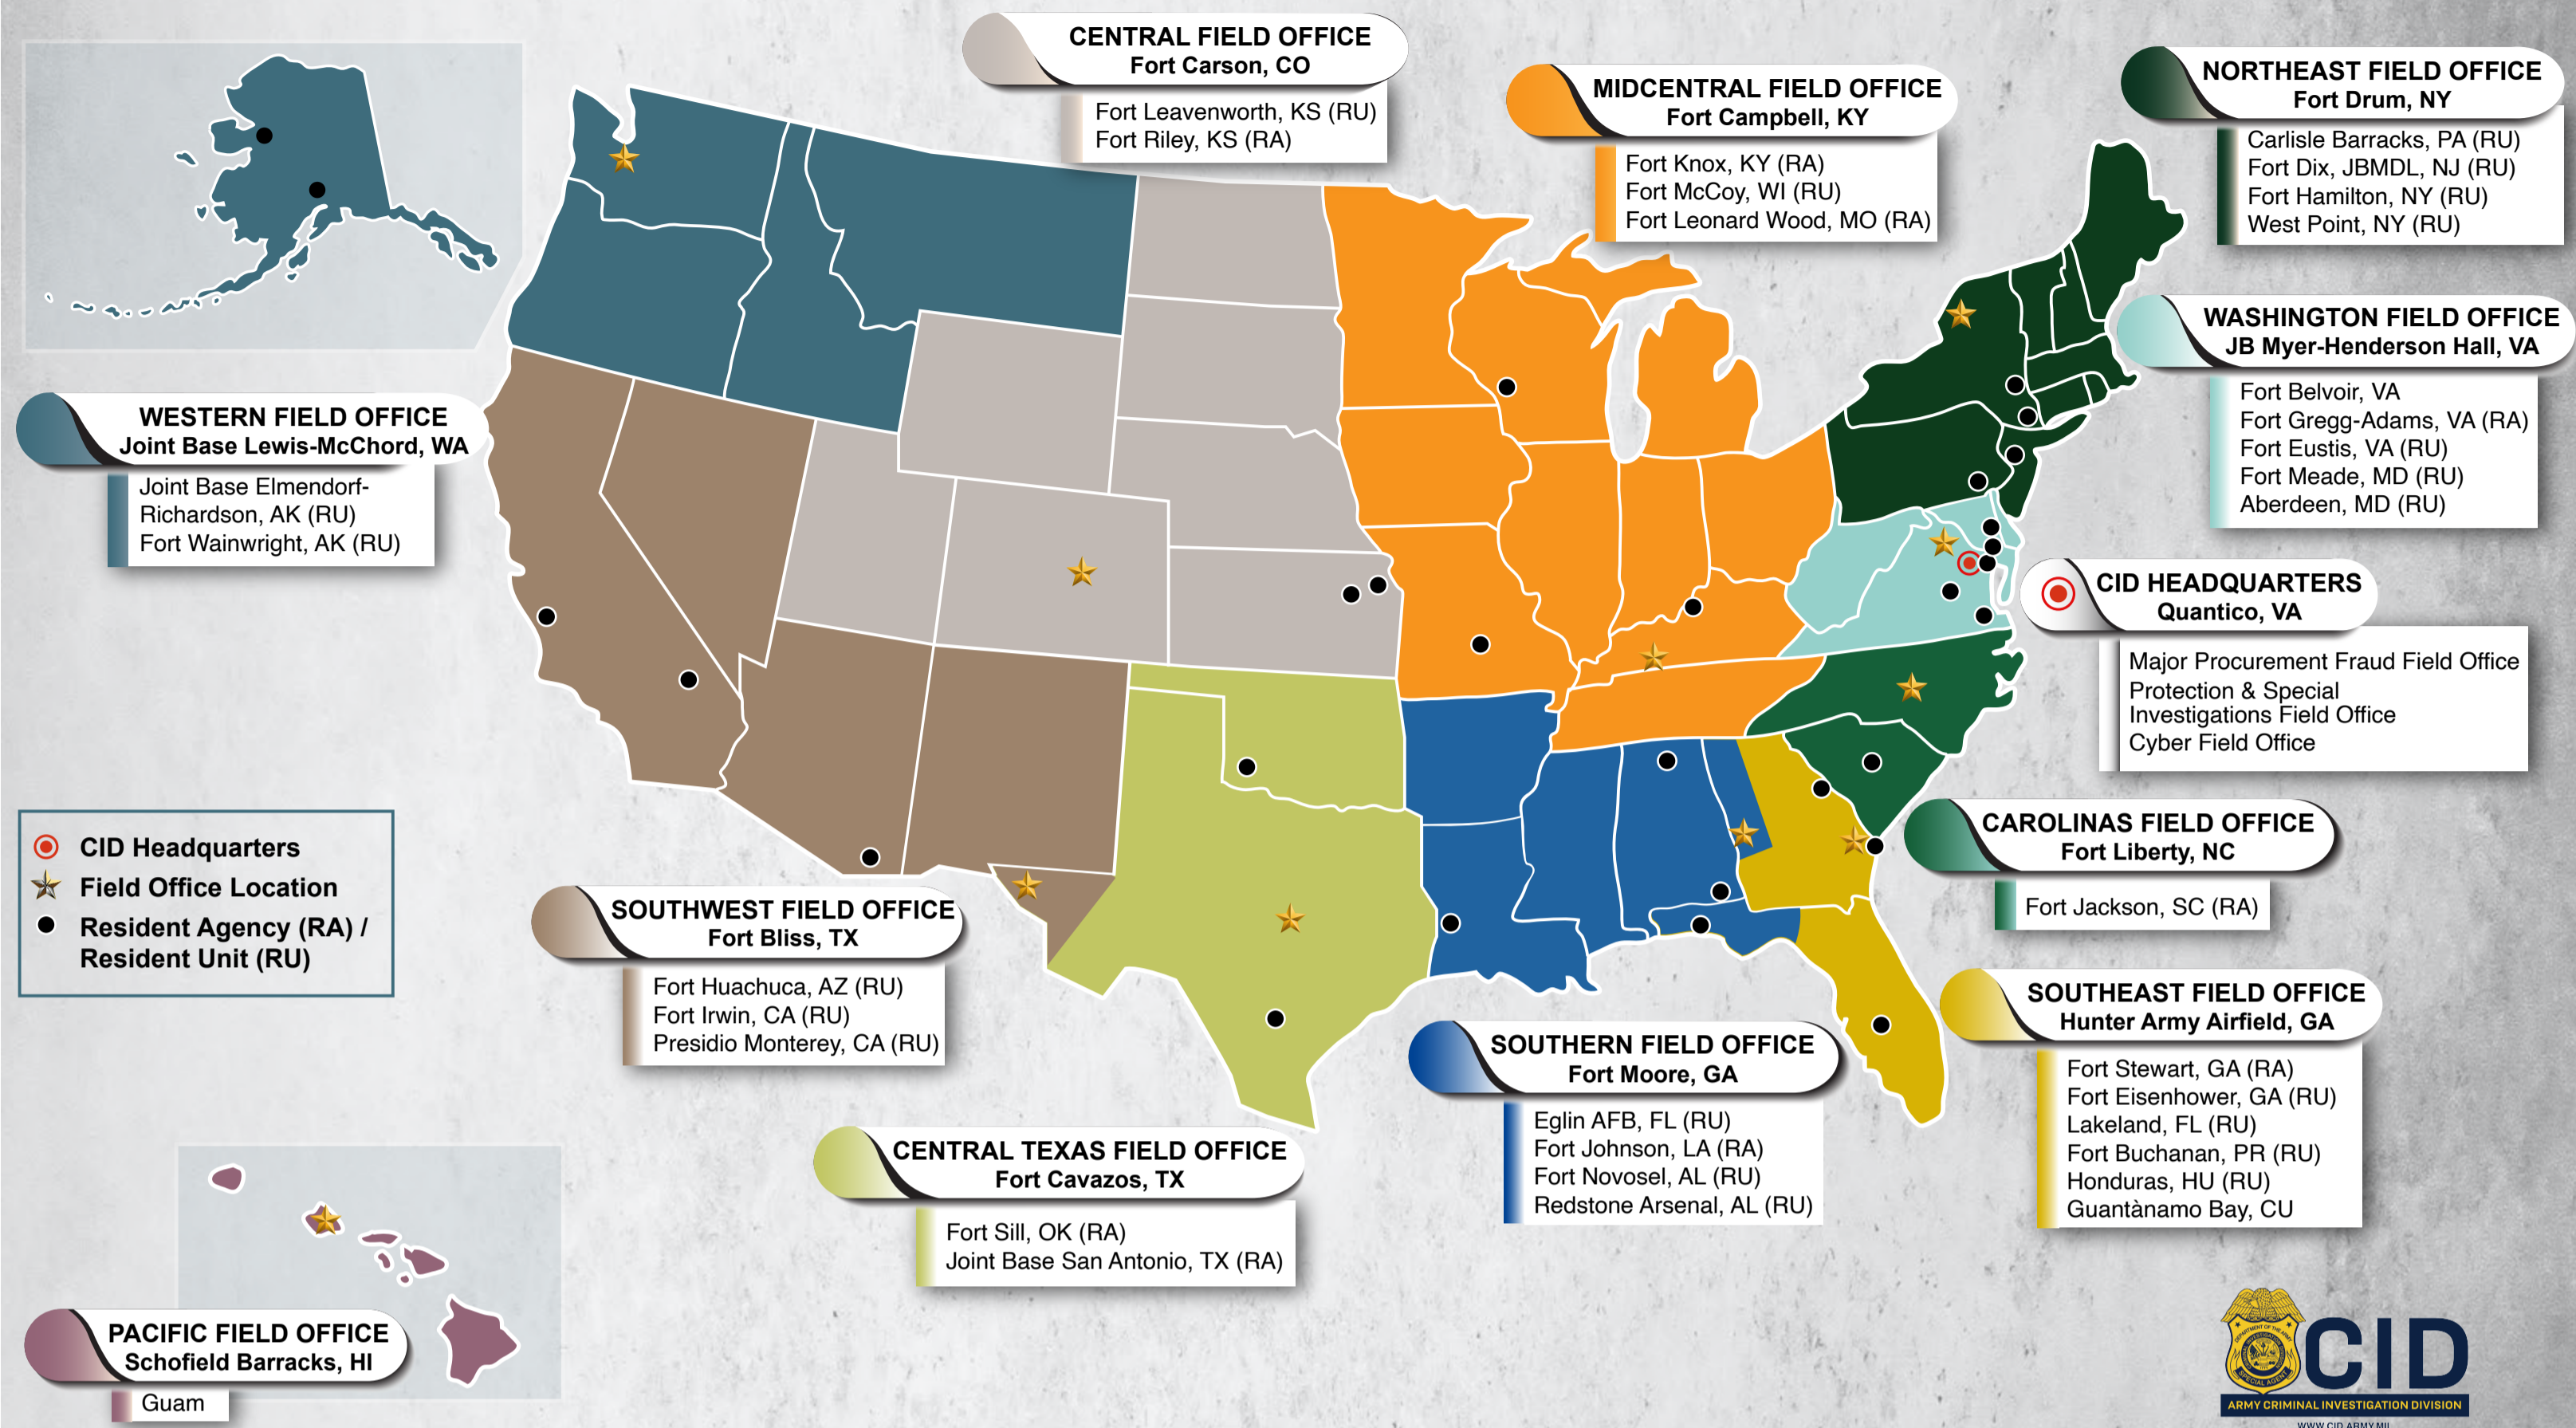 CENTRAL FIELD OFFICE
Fort Carson, CO
Fort Leavenworth, KS (RU)
Fort Riley, KS (RA)
MIDCENTRAL FIELD OFFICE
Fort Campbell, KY
Fort Knox, KY (RA)
Fort McCoy, WI (RU)
Fort Leonard Wood, MO (RA)
NORTHEAST FIELD OFFICE
Fort Drum, NY
Carlisle Barracks, PA (RU)
Fort Dix, JBMDL, NJ (RU)
Fort Hamilton, NY (RU)
West Point, NY (RU)
WASHINGTON FIELD OFFICE
JB Myer-Henderson Hall, VA
Fort Belvoir, VA
Fort Gregg-Adams, VA (RA)
Fort Eustis, VA (RU)
Fort Meade, MD (RU)
Aberdeen, MD (RU)
WESTERN FIELD OFFICE
Joint Base Lewis-McChord, WA
Joint Base Elmendorf-
Richardson, AK (RU)
Fort Wainwright, AK (RU)
CID HEADQUARTERS
Quantico, VA
Major Procurement Fraud Field Office
Protection & Special
Investigations Field Office
Cyber Field Office
CID Headquarters
Field Office Location
Resident Agency (RA) /
Resident Unit (RU)
CAROLINAS FIELD OFFICE
Fort Liberty, NC
Fort Jackson, SC (RA)
SOUTHWEST FIELD OFFICE
Fort Bliss, TX
Fort Huachuca, AZ (RU)
Fort Irwin, CA (RU)
Presidio Monterey, CA (RU)
SOUTHEAST FIELD OFFICE
Hunter Army Airfield, GA
Fort Stewart, GA (RA)
Fort Eisenhower, GA (RU)
Lakeland, FL (RU)
Fort Buchanan, PR (RU)
Honduras, HU (RU)
Guantànamo Bay, CU
SOUTHERN FIELD OFFICE
Fort Moore, GA
Eglin AFB, FL (RU)
Fort Johnson, LA (RA)
Fort Novosel, AL (RU)
Redstone Arsenal, AL (RU)
CENTRAL TEXAS FIELD OFFICE
Fort Cavazos, TX
Fort Sill, OK (RA)
Joint Base San Antonio, TX (RA)
PACIFIC FIELD OFFICE
Schofield Barracks, HI
Guam
SPECIAL AGENT
CID
ARMY CRIMINAL INVESTIGATION DIVISION
WWW.CID.ARMY.MIL